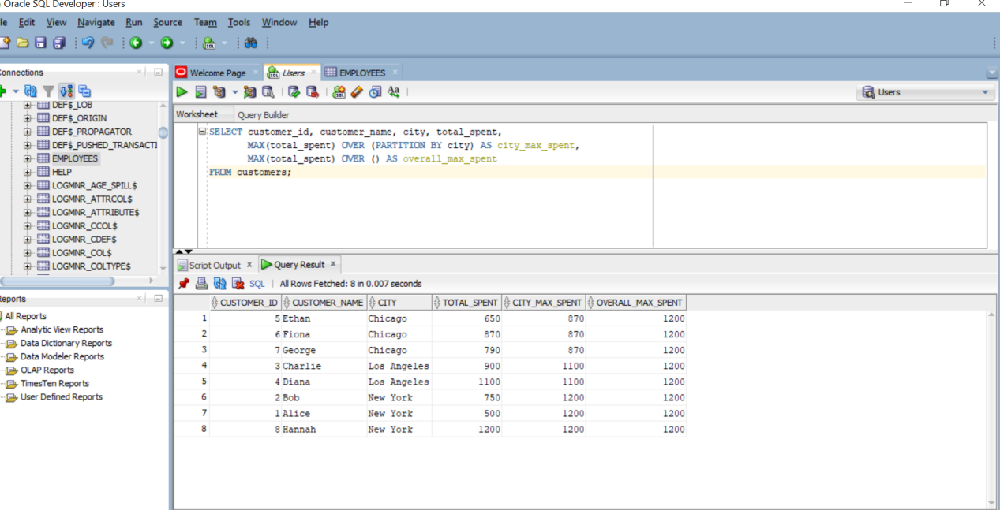 Oracle SQL Developer : Users
le Edit View Navigate Run Source Team Tools Window Help
Connections
DEF$_LOB
DEF$_ORIGIN
DEF$_PROPAGATOR
DEF$_PUSHED_TRANSACTI
EMPLOYEES
HELP
LOGMNR_AGE_SPILL$
LOGMNR_ATTRCOL$
LOGMNR_ATTRIBUTE$
LOGMNR_CCOL$
LOGMNR_CDEF$
LOGMNR_COL$
LOGMNR_COLTYPE$
Reports
All Reports
Analytic View Reports
Data Dictionary Reports
Data Modeler Reports
OLAP Reports
TimesTen Reports
User Defined Reports
Welcome Page Users EMPLOYEES
Users
Worksheet Query Builder
SELECT customer_id, customer_name, city, total_spent,
MAX(total_spent) OVER (PARTITION BY city) AS city_max_spent,
MAX(total_spent) OVER () AS overall_max_spent
FROM customers;
Script Output x Query Result x
SQL | All Rows Fetched: 8 in 0.007 seconds
CUSTOMER_ID CUSTOMER_NAME CITY TOTAL_SPENT CITY_MAX_SPENT OVERALL_MAX_SPENT
1 5 Ethan Chicago 650 870 1200
2 6 Fiona Chicago 870 870 1200
3 7 George Chicago 790 870 1200
4 3 Charlie Los Angeles 900 1100 1200
5 4 Diana Los Angeles 1100 1100 1200
6 2 Bob New York 750 1200 1200
7 1 Alice New York 500 1200 1200
8 8 Hannah New York 1200 1200 1200